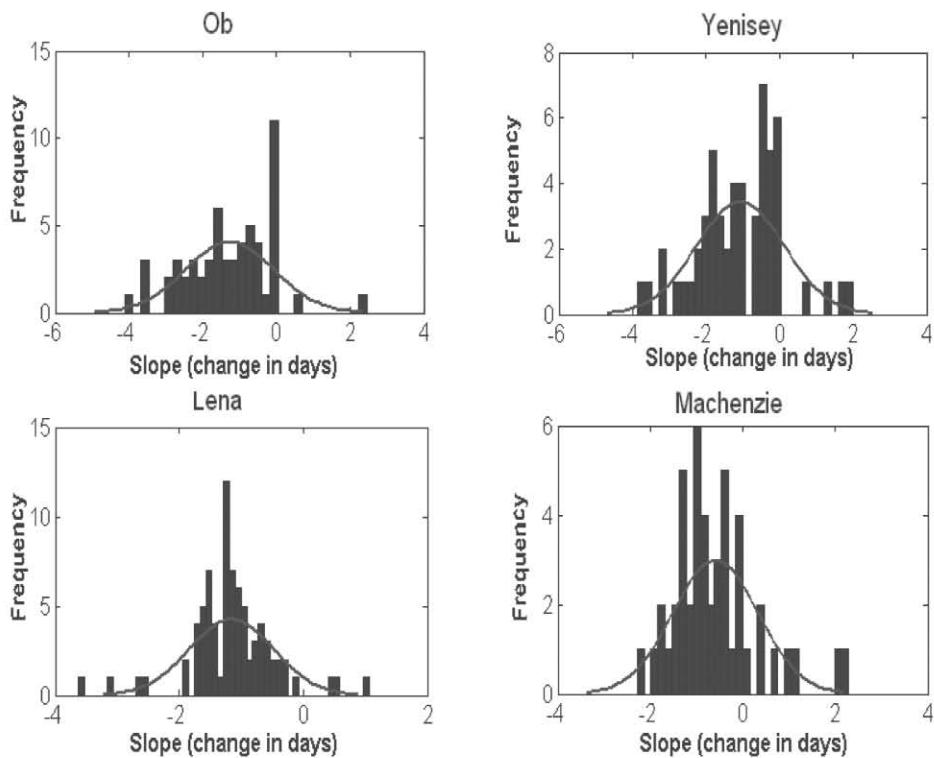 Ob
15
10
5
0
-6 -4 -2 0 2 4
Frequency
Slope (change in days)
Yenisey
8
6
4
2
0
-6 -4 -2 0 2 4
Frequency
Slope (change in days)
Lena
15
10
5
0
-4 -2 0 2
Frequency
Slope (change in days)
Machenzie
6
4
2
0
-4 -2 0 2 4
Frequency
Slope (change in days)